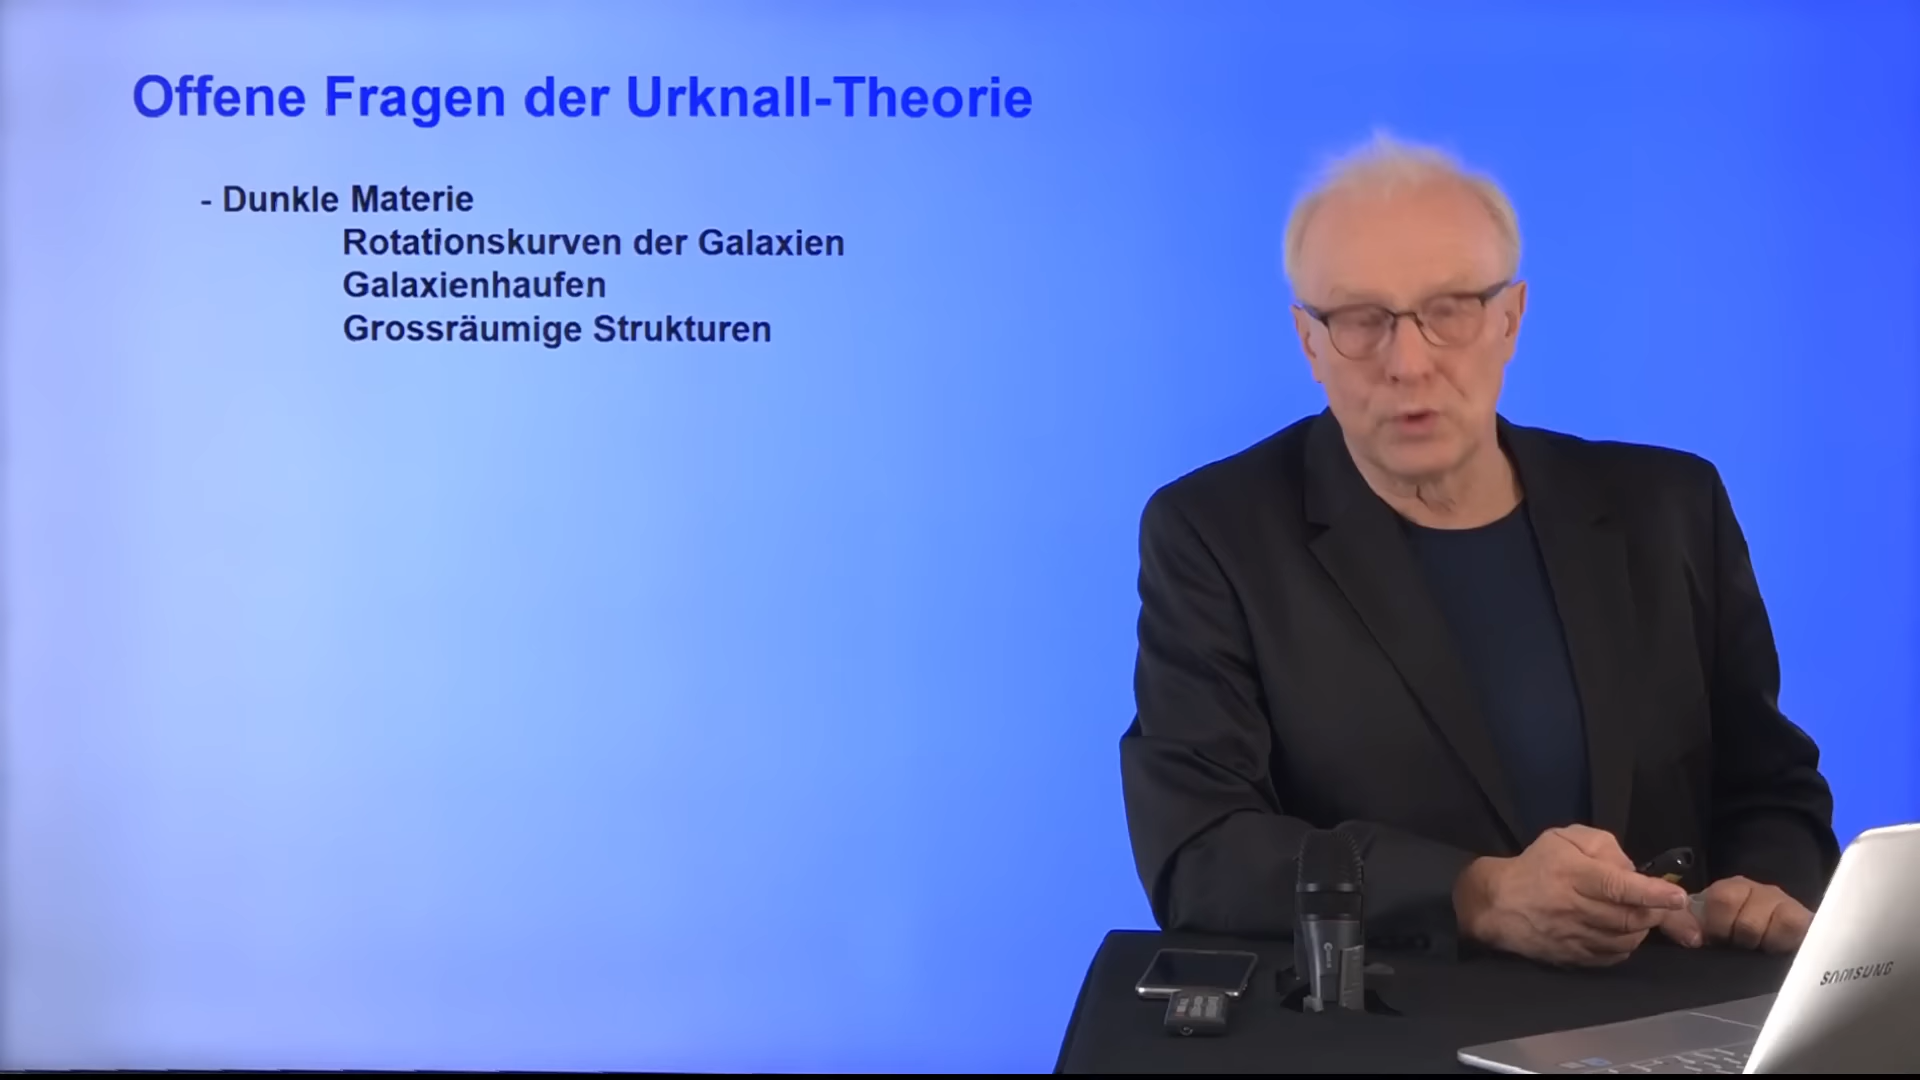 Offene Fragen der Urknall-Theorie
- Dunkle Materie
Rotationskurven der Galaxien
Galaxienhaufen
Grossräumige Strukturen
SAMSUNG